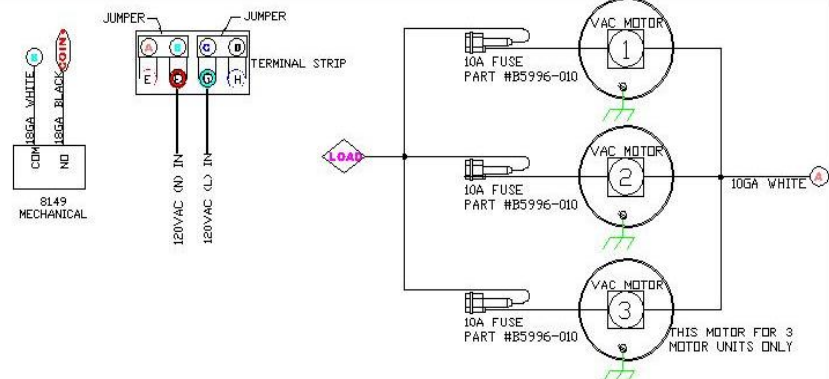 JUMPER
JUMPER
A B C D
E F G H
TERMINAL STRIP
B
COIN+
18GA WHITE
18GA BLACK
COM
NO
8149
MECHANICAL
120VAC (N) IN
120VAC (L) IN
LOAD
10A FUSE
PART #B5996-010
VAC MOTOR
1
10A FUSE
PART #B5996-010
VAC MOTOR
2
10GA WHITE
A
10A FUSE
PART #B5996-010
VAC MOTOR
3
THIS MOTOR FOR 3
MOTOR UNITS ONLY